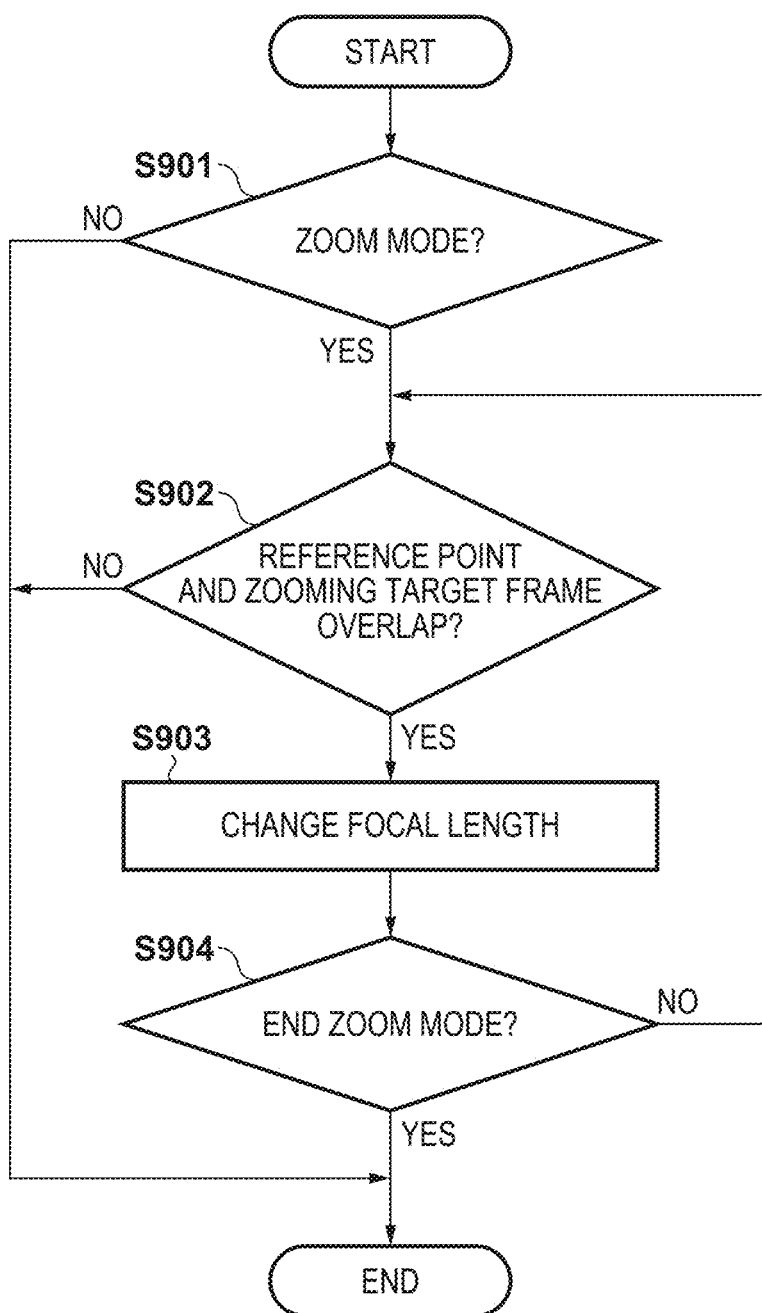 START
S901
NO
ZOOM MODE?
YES
S902
NO
REFERENCE POINT
AND ZOOMING TARGET FRAME
OVERLAP?
YES
S903
CHANGE FOCAL LENGTH
S904
END ZOOM MODE?
NO
YES
END